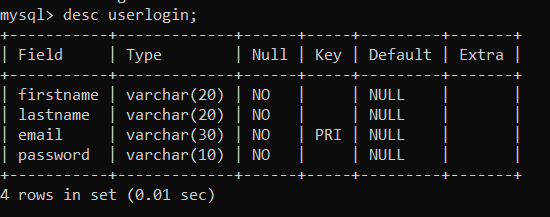 mysql> desc userlogin;
+-----------+-------------+------+-----+---------+-------+
| Field     | Type        | Null | Key | Default | Extra |
+-----------+-------------+------+-----+---------+-------+
| firstname | varchar(20) | NO   |     | NULL    |       |
| lastname  | varchar(20) | NO   |     | NULL    |       |
| email     | varchar(30) | NO   | PRI | NULL    |       |
| password  | varchar(10) | NO   |     | NULL    |       |
+-----------+-------------+------+-----+---------+-------+
4 rows in set (0.01 sec)